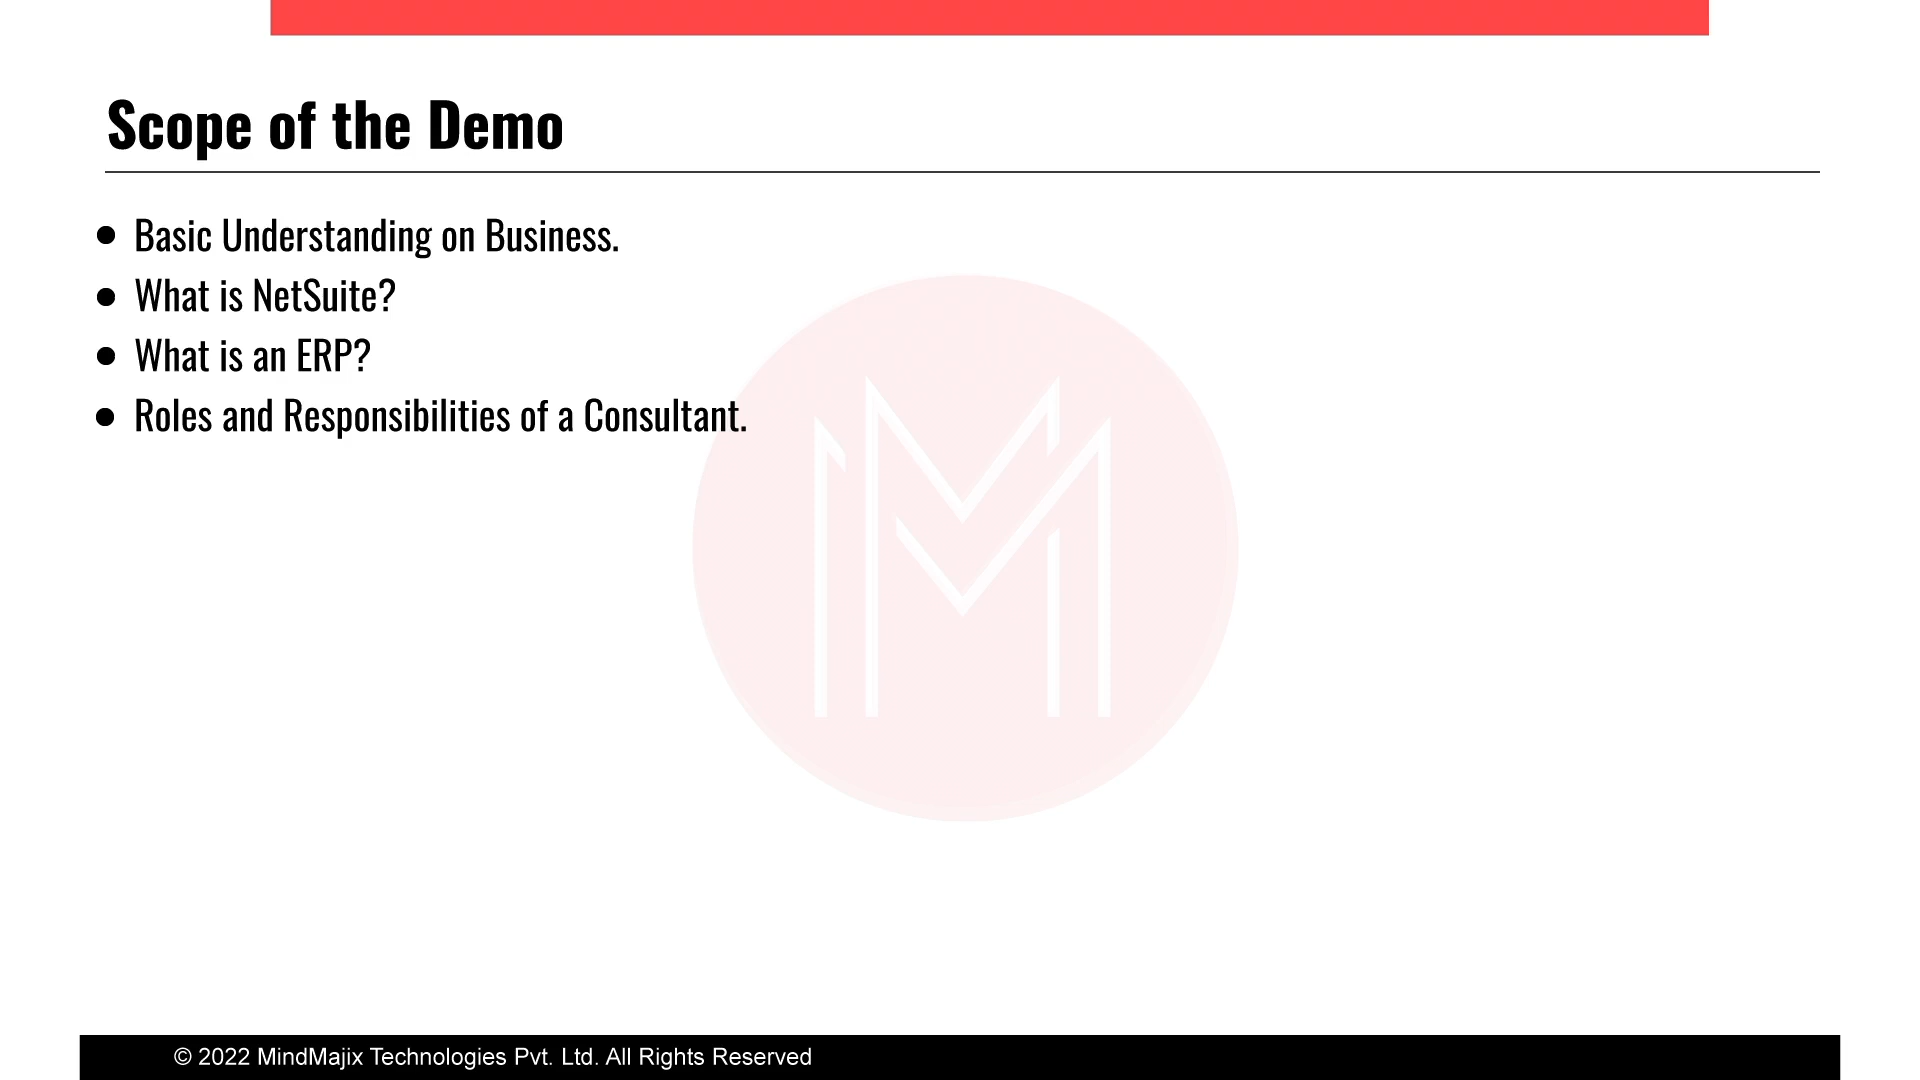 Scope of the Demo
● Basic Understanding on Business.
● What is NetSuite?
● What is an ERP?
● Roles and Responsibilities of a Consultant.
© 2022 MindMajix Technologies Pvt. Ltd. All Rights Reserved